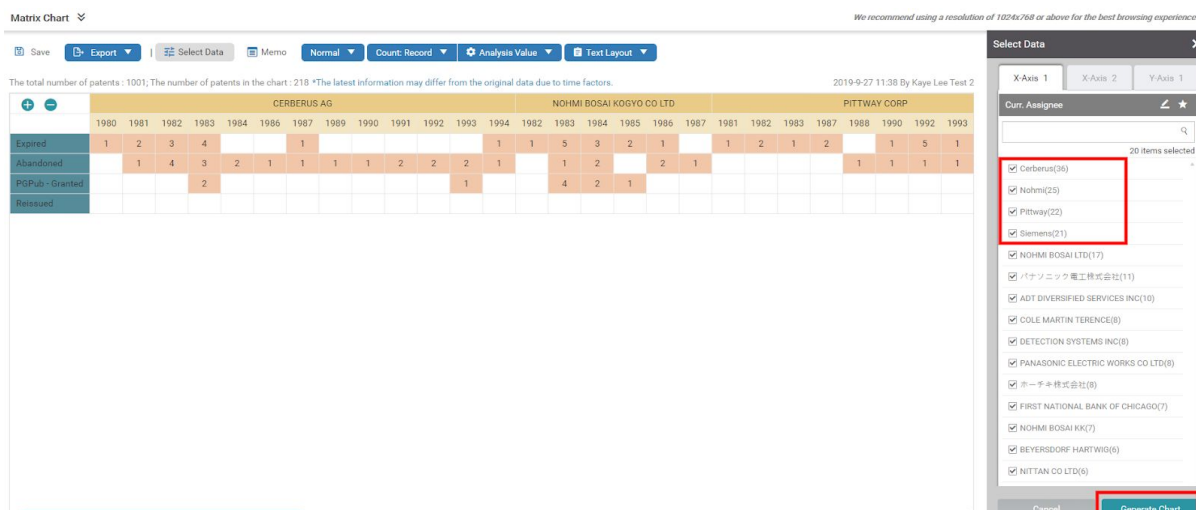 Matrix Chart
We recommend using a resolution of 1024x768 or above for the best browsing experience
Save Export | Select Data Memo Normal Count: Record Analysis Value Text Layout
The total number of patents : 1001; The number of patents in the chart : 218 *The latest information may differ from the original data due to time factors. 2019-9-27 11:38 By Kaye Lee Test 2
CERBERUS AG NOHMI BOSAI KOGYO CO LTD PITTWAY CORP
1980 1981 1982 1983 1984 1986 1987 1989 1990 1991 1992 1993 1994 1982 1983 1984 1985 1986 1987 1981 1982 1983 1987 1988 1990 1992 1993
Expired 1 2 3 4 1 1 1 5 3 2 1 1 2 1 2 1 5 1
Abandoned 1 4 3 2 1 1 1 1 2 2 2 1 1 2 2 1 1 1 1 1
PGPub - Granted 2 1 4 2 1
Reissued
Select Data
X-Axis 1 X-Axis 2 Y-Axis 1
Curr. Assignee
20 items selected
Cerberus(36)
Nohmi(25)
Pittway(22)
Siemens(21)
NOHMI BOSAI LTD(17)
パナソニック電工株式会社(11)
ADT DIVERSIFIED SERVICES INC(10)
COLE MARTIN TERENCE(8)
DETECTION SYSTEMS INC(8)
PANASONIC ELECTRIC WORKS CO LTD(8)
ホーチキ株式会社(8)
FIRST NATIONAL BANK OF CHICAGO(7)
NOHMI BOSAI KK(7)
BEYERSDORF HARTWIG(6)
NITTAN CO LTD(6)
Cancel Generate Chart